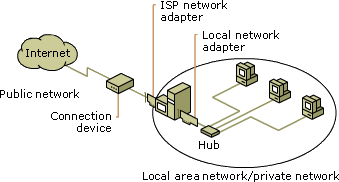 ISP network
adapter
Local network
adapter
Internet
Public network
Connection
device
Hub
Local area network/private network